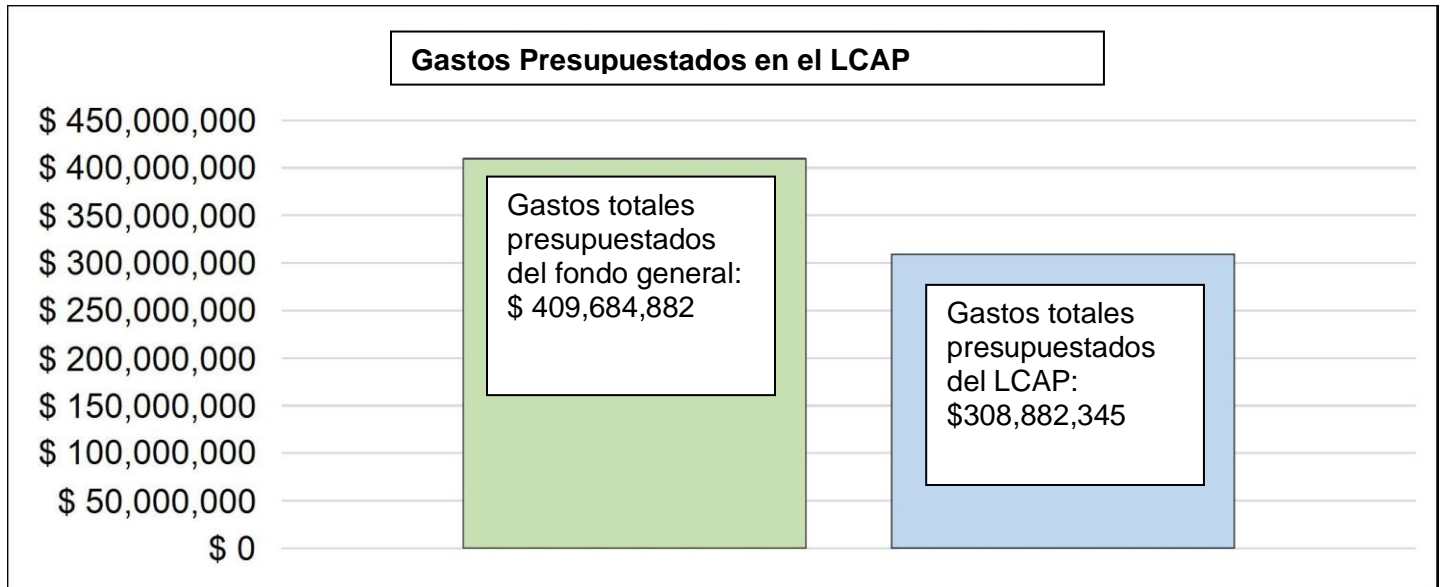 Gastos Presupuestados en el LCAP
$ 450,000,000
$ 400,000,000
$ 350,000,000
$ 300,000,000
$ 250,000,000
$ 200,000,000
$ 150,000,000
$ 100,000,000
$ 50,000,000
$ 0
Gastos totales
presupuestados
del fondo general:
$ 409,684,882
Gastos totales
presupuestados
del LCAP:
$308,882,345